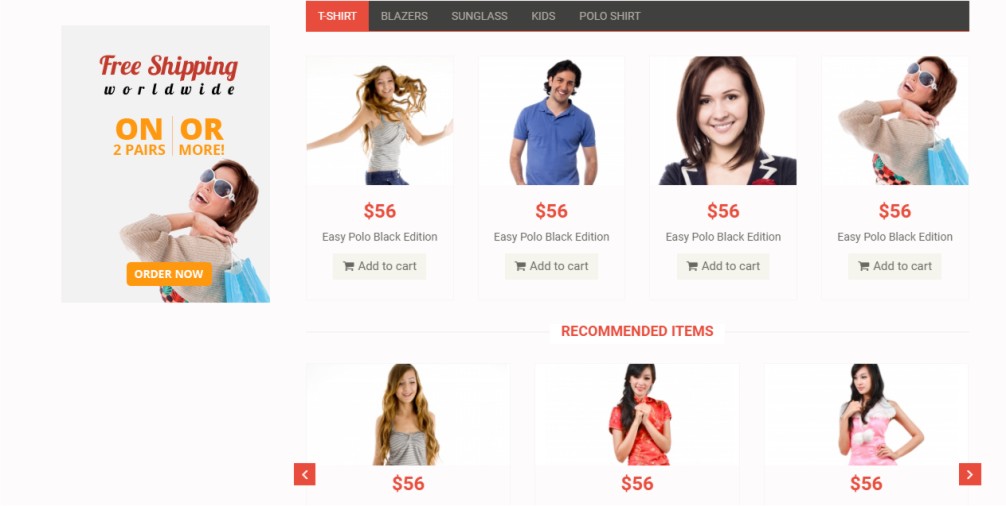 T-SHIRT BLAZERS SUNGLASS KIDS POLO SHIRT
Free Shipping
worldwide
ON OR
2 PAIRS MORE!
ORDER NOW
$56 $56 $56 $56
Easy Polo Black Edition Easy Polo Black Edition Easy Polo Black Edition Easy Polo Black Edition
Add to cart Add to cart Add to cart Add to cart
RECOMMENDED ITEMS
$56 $56 $56